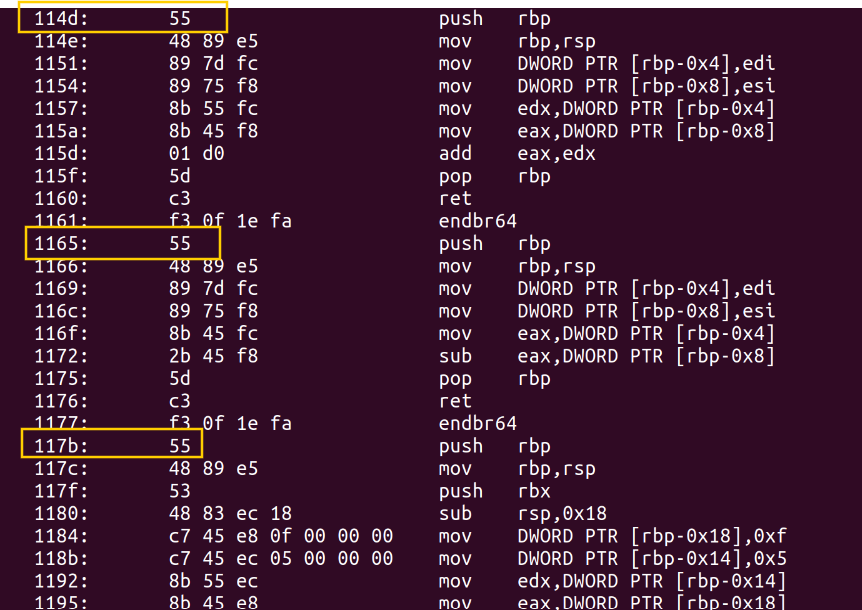 114d: 55 push rbp
114e: 48 89 e5 mov rbp,rsp
1151: 89 7d fc mov DWORD PTR [rbp-0x4],edi
1154: 89 75 f8 mov DWORD PTR [rbp-0x8],esi
1157: 8b 55 fc mov edx,DWORD PTR [rbp-0x4]
115a: 8b 45 f8 mov eax,DWORD PTR [rbp-0x8]
115d: 01 d0 add eax,edx
115f: 5d pop rbp
1160: c3 ret
1161: f3 0f 1e fa endbr64
1165: 55 push rbp
1166: 48 89 e5 mov rbp,rsp
1169: 89 7d fc mov DWORD PTR [rbp-0x4],edi
116c: 89 75 f8 mov DWORD PTR [rbp-0x8],esi
116f: 8b 45 fc mov eax,DWORD PTR [rbp-0x4]
1172: 2b 45 f8 sub eax,DWORD PTR [rbp-0x8]
1175: 5d pop rbp
1176: c3 ret
1177: f3 0f 1e fa endbr64
117b: 55 push rbp
117c: 48 89 e5 mov rbp,rsp
117f: 53 push rbx
1180: 48 83 ec 18 sub rsp,0x18
1184: c7 45 e8 0f 00 00 00 mov DWORD PTR [rbp-0x18],0xf
118b: c7 45 ec 05 00 00 00 mov DWORD PTR [rbp-0x14],0x5
1192: 8b 55 ec mov edx,DWORD PTR [rbp-0x14]
1195: 8b 45 e8 mov eax,DWORD PTR [rbp-0x18]